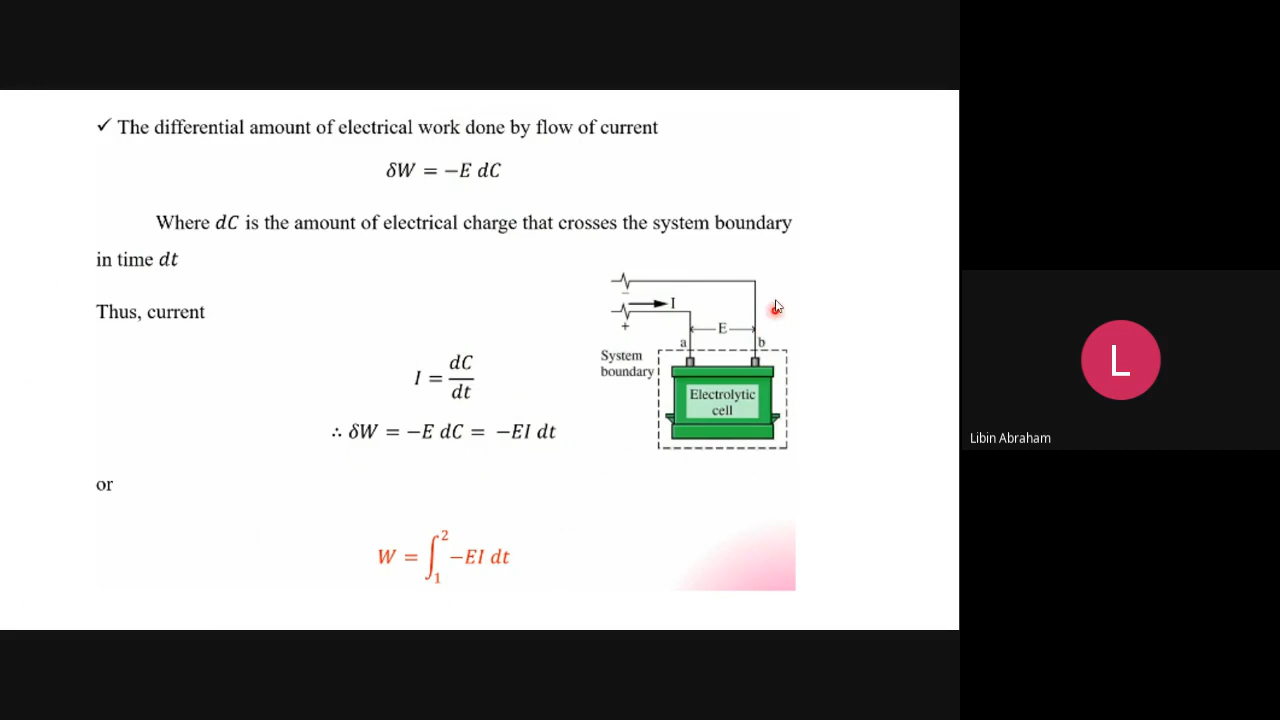 ✓ The differential amount of electrical work done by flow of current
δW = −E dC
Where dC is the amount of electrical charge that crosses the system boundary
in time dt
Thus, current
I = dC/dt
∴ δW = −E dC = −EI dt
or
W = ∫₁² −EI dt
−
I
+
E
a
b
System
boundary
Electrolytic
cell
L
Libin Abraham